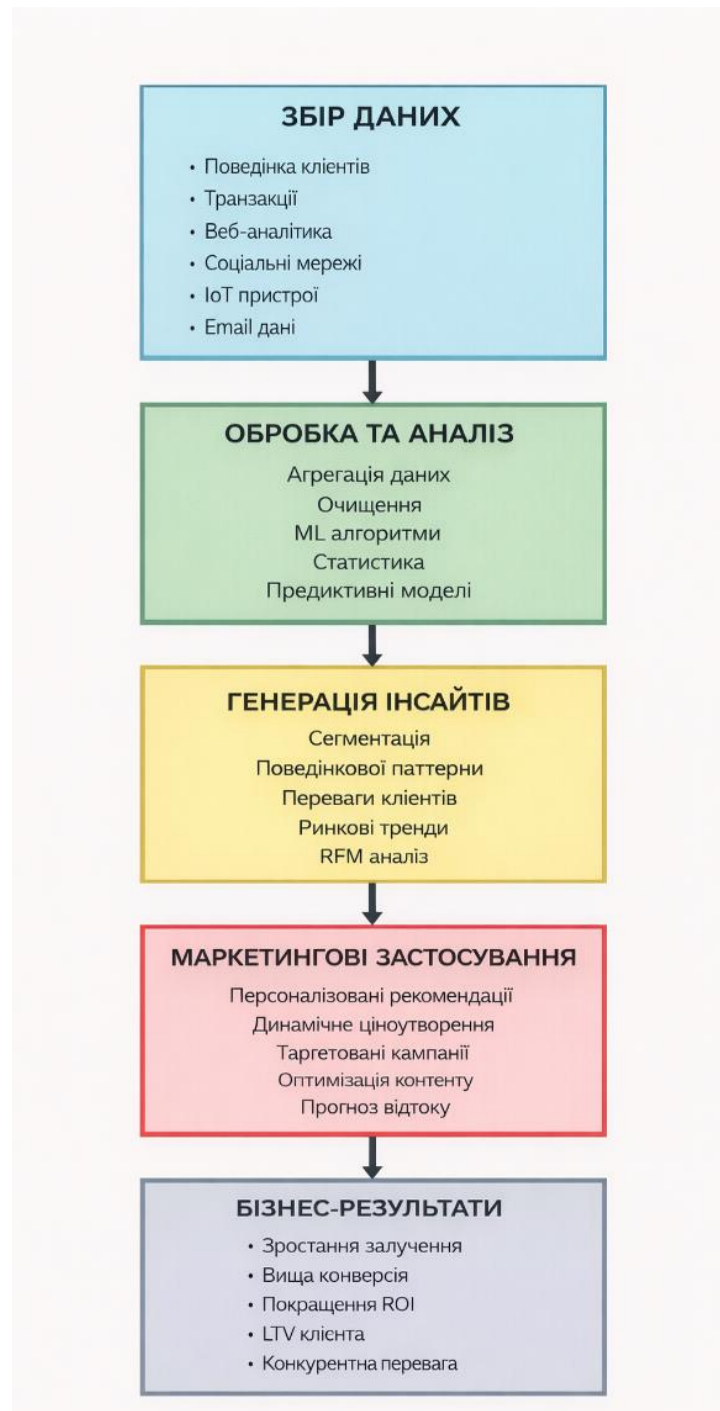 ЗБІР ДАНИХ
• Поведінка клієнтів
• Транзакції
• Веб-аналітика
• Соціальні мережі
• IoT пристрої
• Email дані
ОБРОБКА ТА АНАЛІЗ
Агрегація даних
Очищення
ML алгоритми
Статистика
Предиктивні моделі
ГЕНЕРАЦІЯ ІНСАЙТІВ
Сегментація
Поведінкової паттерни
Переваги клієнтів
Ринкові тренди
RFM аналіз
МАРКЕТИНГОВІ ЗАСТОСУВАННЯ
Персоналізовані рекомендації
Динамічне ціноутворення
Таргетовані кампанії
Оптимізація контенту
Прогноз відтоку
БІЗНЕС-РЕЗУЛЬТАТИ
• Зростання залучення
• Вища конверсія
• Покращення ROI
• LTV клієнта
• Конкурентна перевага